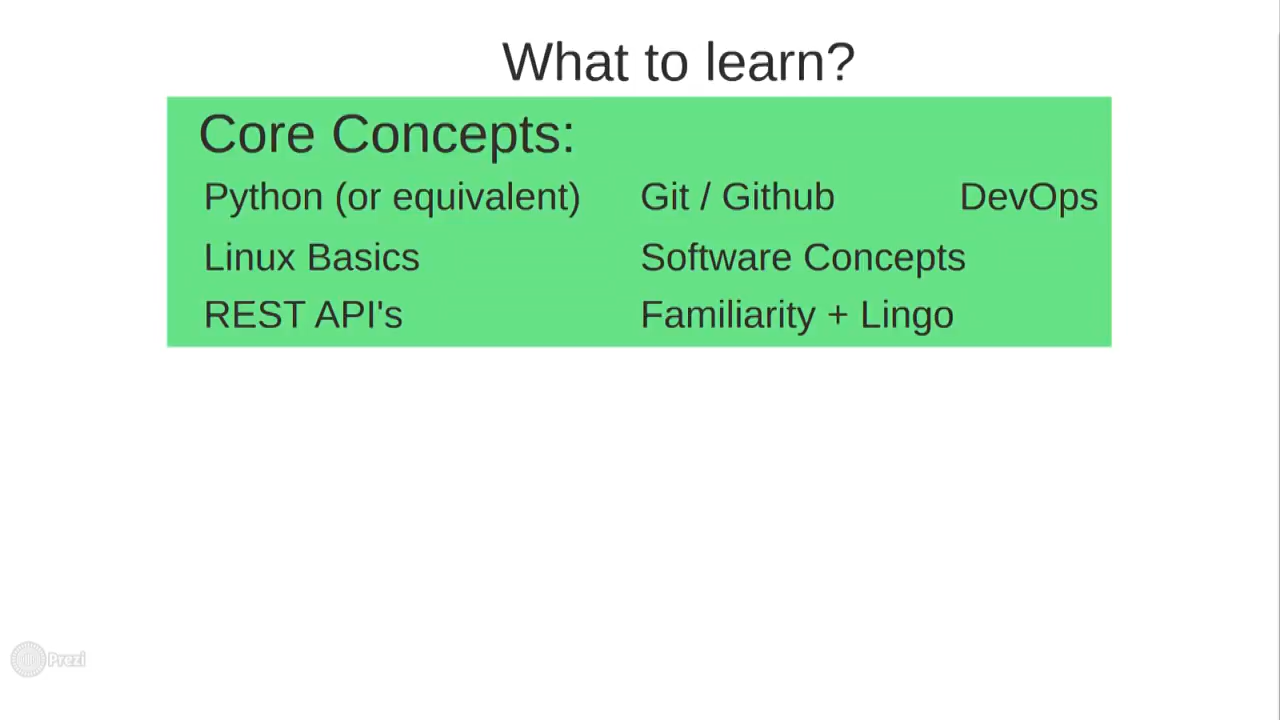 What to learn?
Core Concepts:
Python (or equivalent) Git / Github DevOps
Linux Basics Software Concepts
REST API's Familiarity + Lingo
Prezi